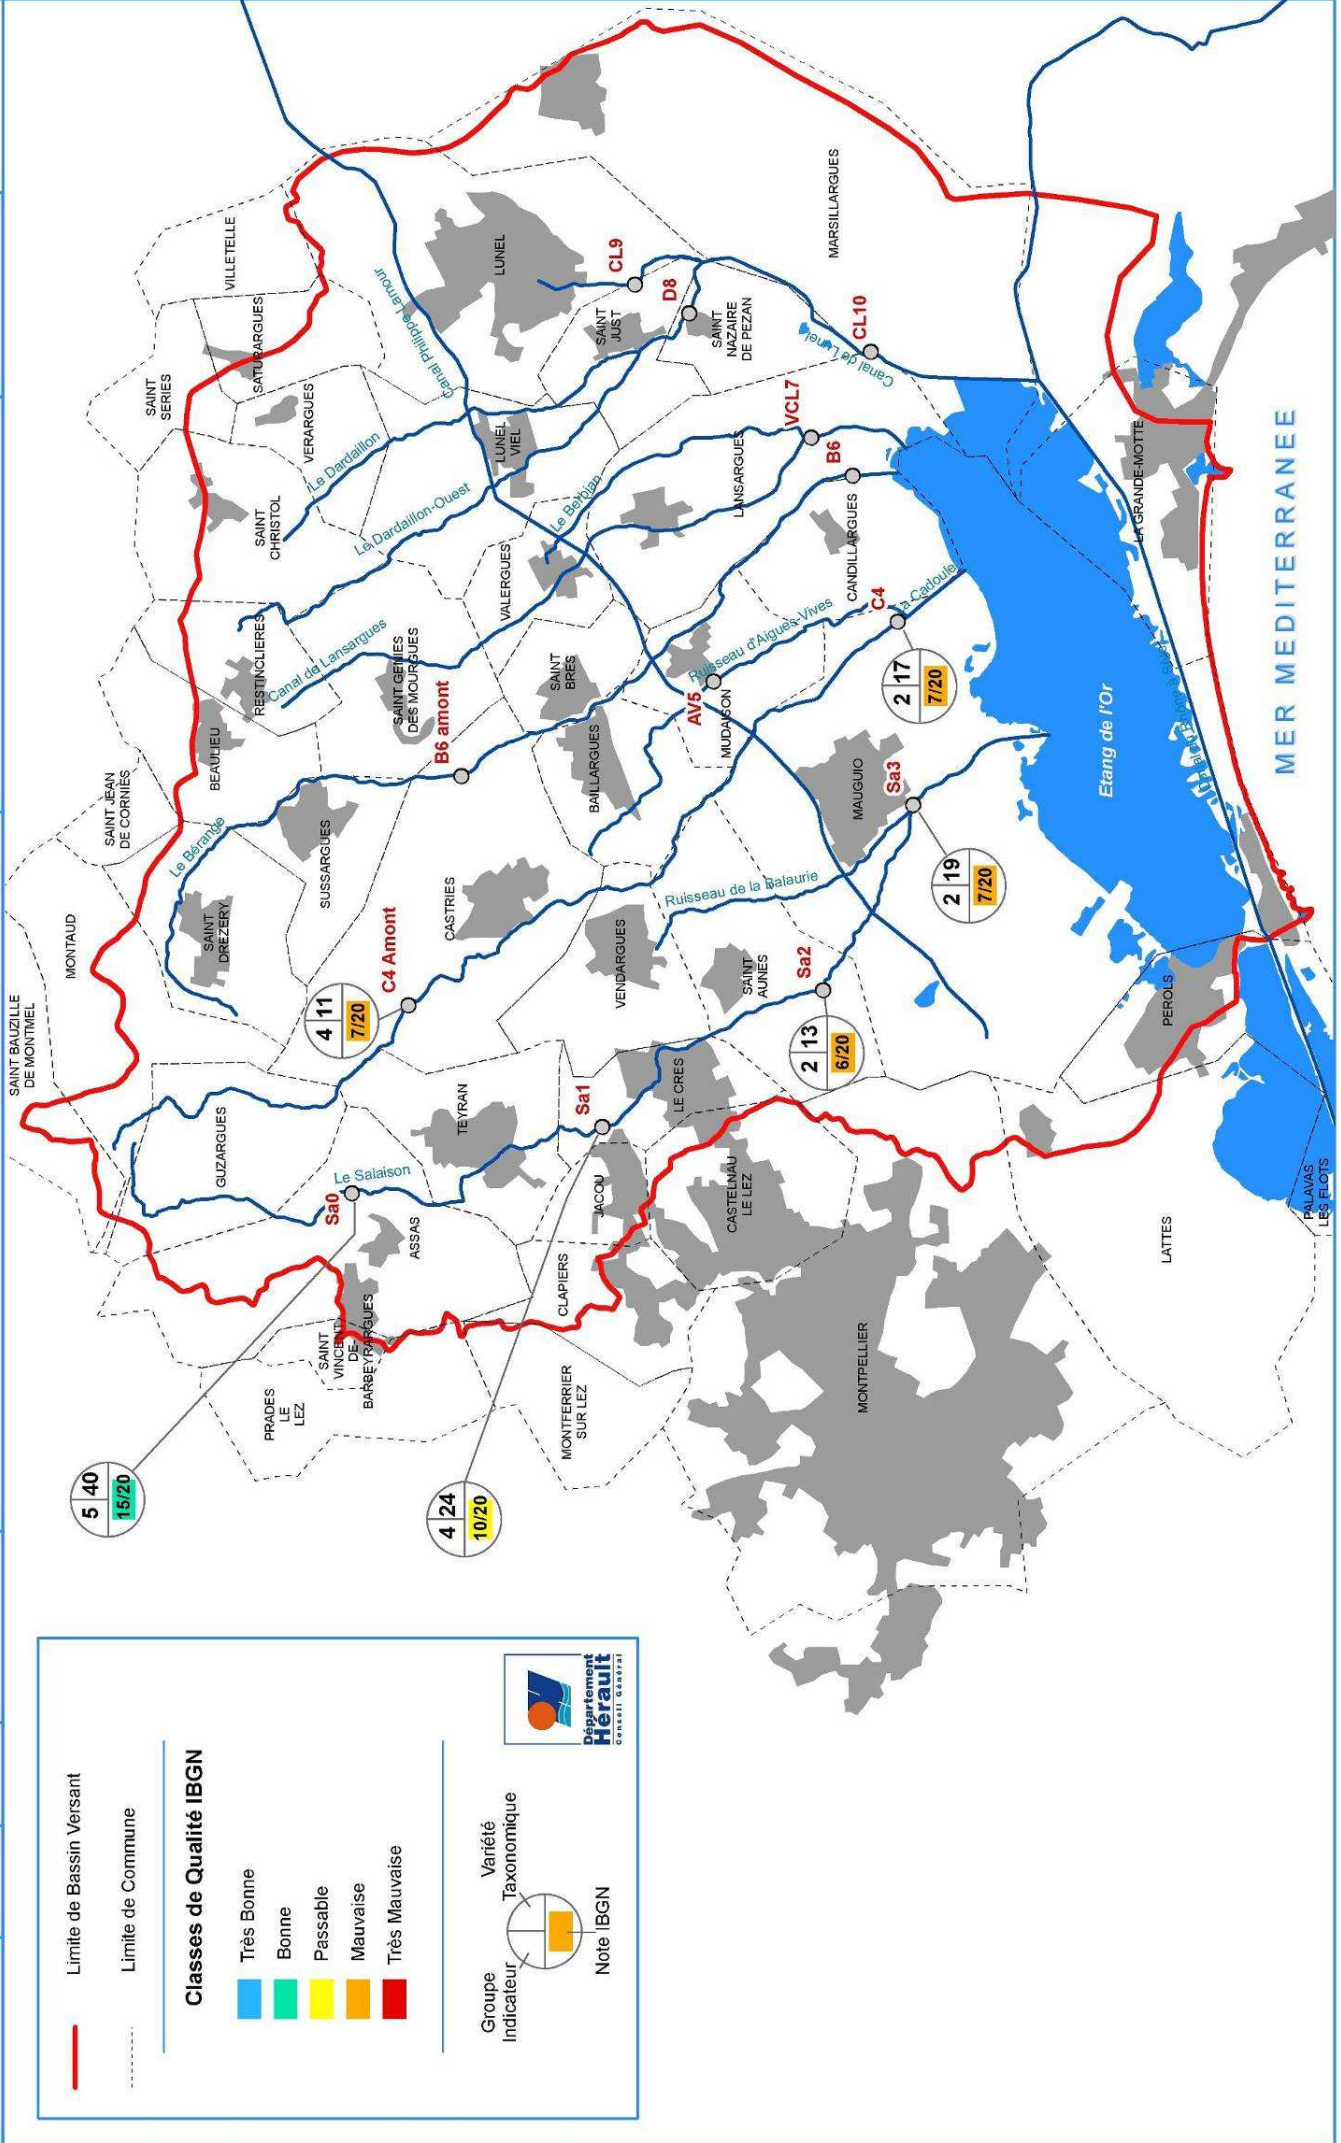 Limite de Bassin Versant
Limite de Commune
Classes de Qualité IBGN
Très Bonne
Bonne
Passable
Mauvaise
Très Mauvaise
Groupe
Indicateur
Variété
Taxonomique
Note IBGN
Département
Hérault
Conseil Général
5 40
15/20
4 24
10/20
4 11
7/20
2 13
6/20
2 19
7/20
2 17
7/20
SAINT BAUZILLE
DE MONTMEL
MONTAUD
SAINT JEAN
DE CORNIES
SAINT
SERIES
VILLETELLE
SATURARGUES
VERARGUES
SAINT
CHRISTOL
RESTINCLIERES
BEAULIEU
SAINT
DREZERY
SUSSARGUES
SAINT GENIES
DES MOURGUES
VALERGUES
LUNEL
VIEL
LUNEL
SAINT
JUST
SAINT
NAZAIRE
DE PEZAN
MARSILLARGUES
LANSARGUES
CANDILLARGUES
SAINT
BRES
BAILLARGUES
MUDAISON
MAUGUIO
CASTRIES
VENDARGUES
SAINT
AUNES
LE CRES
TEYRAN
GUZARGUES
ASSAS
JACOU
CLAPIERS
CASTELNAU
LE LEZ
SAINT
VINCENT
DE
BARBEYRARGUES
PRADES
LE
LEZ
MONTFERRIER
SUR LEZ
MONTPELLIER
LATTES
PEROLS
PALAVAS
LES FLOTS
LA GRANDE-MOTTE
MER MEDITERRANEE
Etang de l'Or
Canal Philippe Lamour
Le Dardaillon
Le Dardaillon-Ouest
Le Berbian
Canal de Lansargues
Le Bérange
Canal de Lunel
Ruisseau d'Aigues-Vives
La Cadoule
Ruisseau de la Balaurie
Le Salaison
Sa0
Sa1
Sa2
Sa3
C4 Amont
C4
B6 amont
B6
AV5
VCL7
D8
CL9
CL10